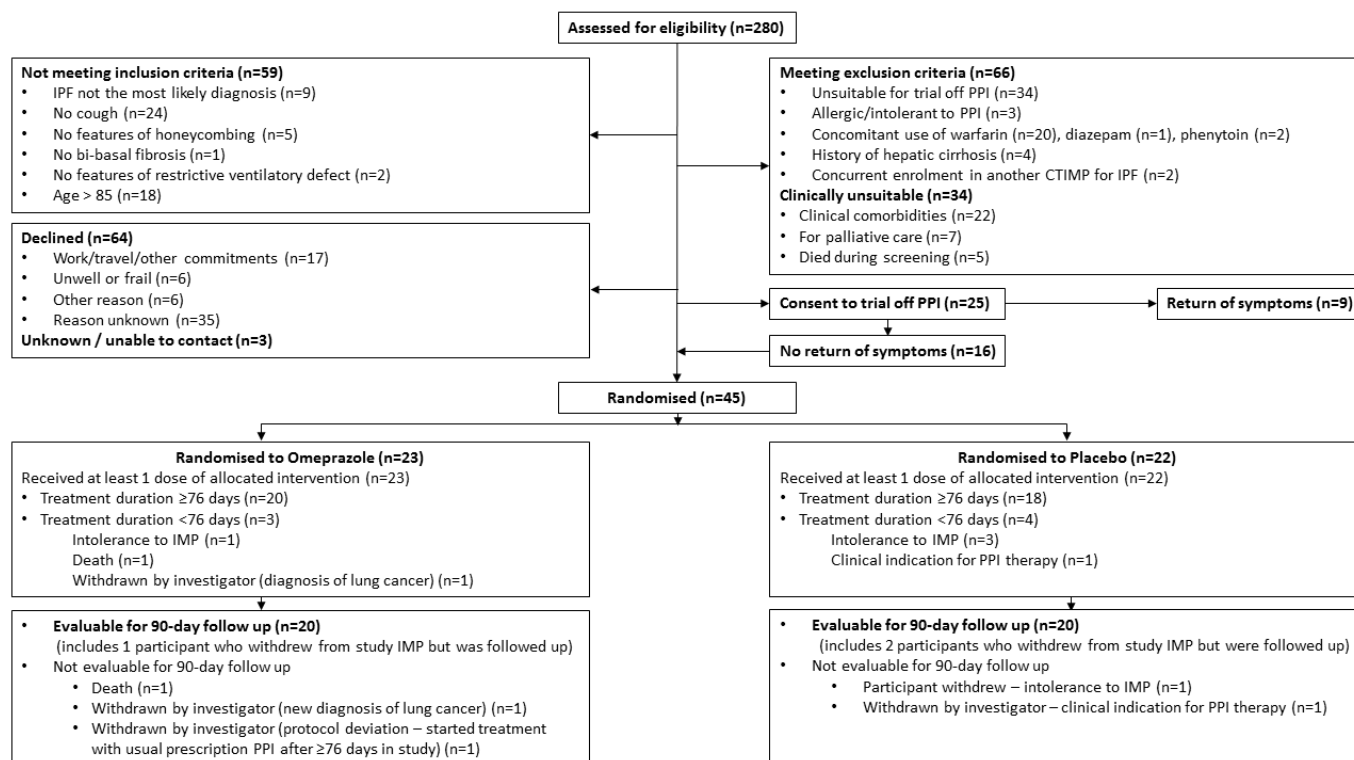 Assessed for eligibility (n=280)
Not meeting inclusion criteria (n=59)
• IPF not the most likely diagnosis (n=9)
• No cough (n=24)
• No features of honeycombing (n=5)
• No bi-basal fibrosis (n=1)
• No features of restrictive ventilatory defect (n=2)
• Age > 85 (n=18)
Meeting exclusion criteria (n=66)
• Unsuitable for trial off PPI (n=34)
• Allergic/intolerant to PPI (n=3)
• Concomitant use of warfarin (n=20), diazepam (n=1), phenytoin (n=2)
• History of hepatic cirrhosis (n=4)
• Concurrent enrolment in another CTIMP for IPF (n=2)
Clinically unsuitable (n=34)
• Clinical comorbidities (n=22)
• For palliative care (n=7)
• Died during screening (n=5)
Declined (n=64)
• Work/travel/other commitments (n=17)
• Unwell or frail (n=6)
• Other reason (n=6)
• Reason unknown (n=35)
Unknown / unable to contact (n=3)
Consent to trial off PPI (n=25)
Return of symptoms (n=9)
No return of symptoms (n=16)
Randomised (n=45)
Randomised to Omeprazole (n=23)
Received at least 1 dose of allocated intervention (n=23)
• Treatment duration ≥76 days (n=20)
• Treatment duration <76 days (n=3)
Intolerance to IMP (n=1)
Death (n=1)
Withdrawn by investigator (diagnosis of lung cancer) (n=1)
Randomised to Placebo (n=22)
Received at least 1 dose of allocated intervention (n=22)
• Treatment duration ≥76 days (n=18)
• Treatment duration <76 days (n=4)
Intolerance to IMP (n=3)
Clinical indication for PPI therapy (n=1)
• Evaluable for 90-day follow up (n=20)
(includes 1 participant who withdrew from study IMP but was followed up)
• Not evaluable for 90-day follow up
• Death (n=1)
• Withdrawn by investigator (new diagnosis of lung cancer) (n=1)
• Withdrawn by investigator (protocol deviation – started treatment
with usual prescription PPI after ≥76 days in study) (n=1)
• Evaluable for 90-day follow up (n=20)
(includes 2 participants who withdrew from study IMP but were followed up)
• Not evaluable for 90-day follow up
• Participant withdrew – intolerance to IMP (n=1)
• Withdrawn by investigator – clinical indication for PPI therapy (n=1)